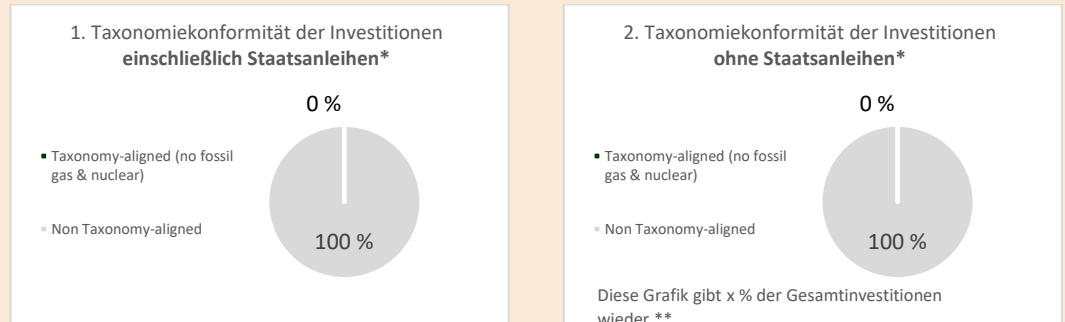 1. Taxonomiekonformität der Investitionen
einschließlich Staatsanleihen*
0 %
Taxonomy-aligned (no fossil
gas & nuclear)
Non Taxonomy-aligned
100 %
2. Taxonomiekonformität der Investitionen
ohne Staatsanleihen*
0 %
Taxonomy-aligned (no fossil
gas & nuclear)
Non Taxonomy-aligned
100 %
Diese Grafik gibt x % der Gesamtinvestitionen
wieder.**